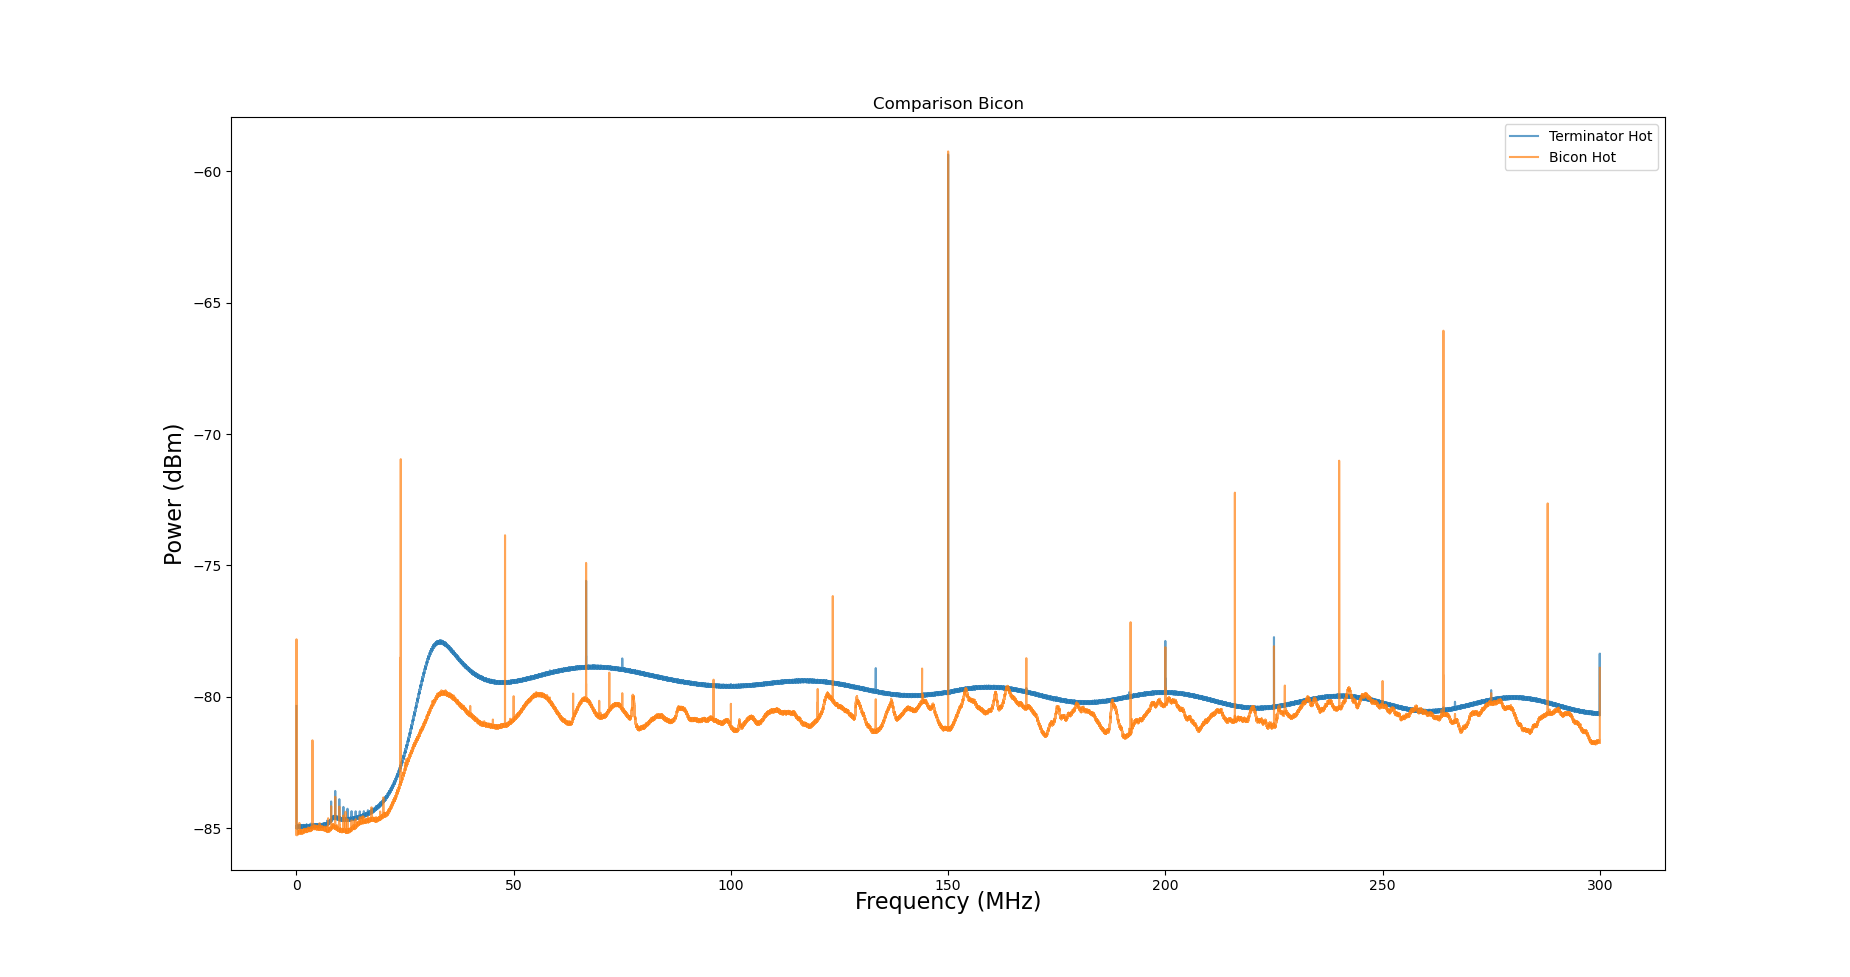 Comparison Bicon
Terminator Hot
Bicon Hot
Power (dBm)
−60
−65
−70
−75
−80
−85
0 50 100 150 200 250 300
Frequency (MHz)